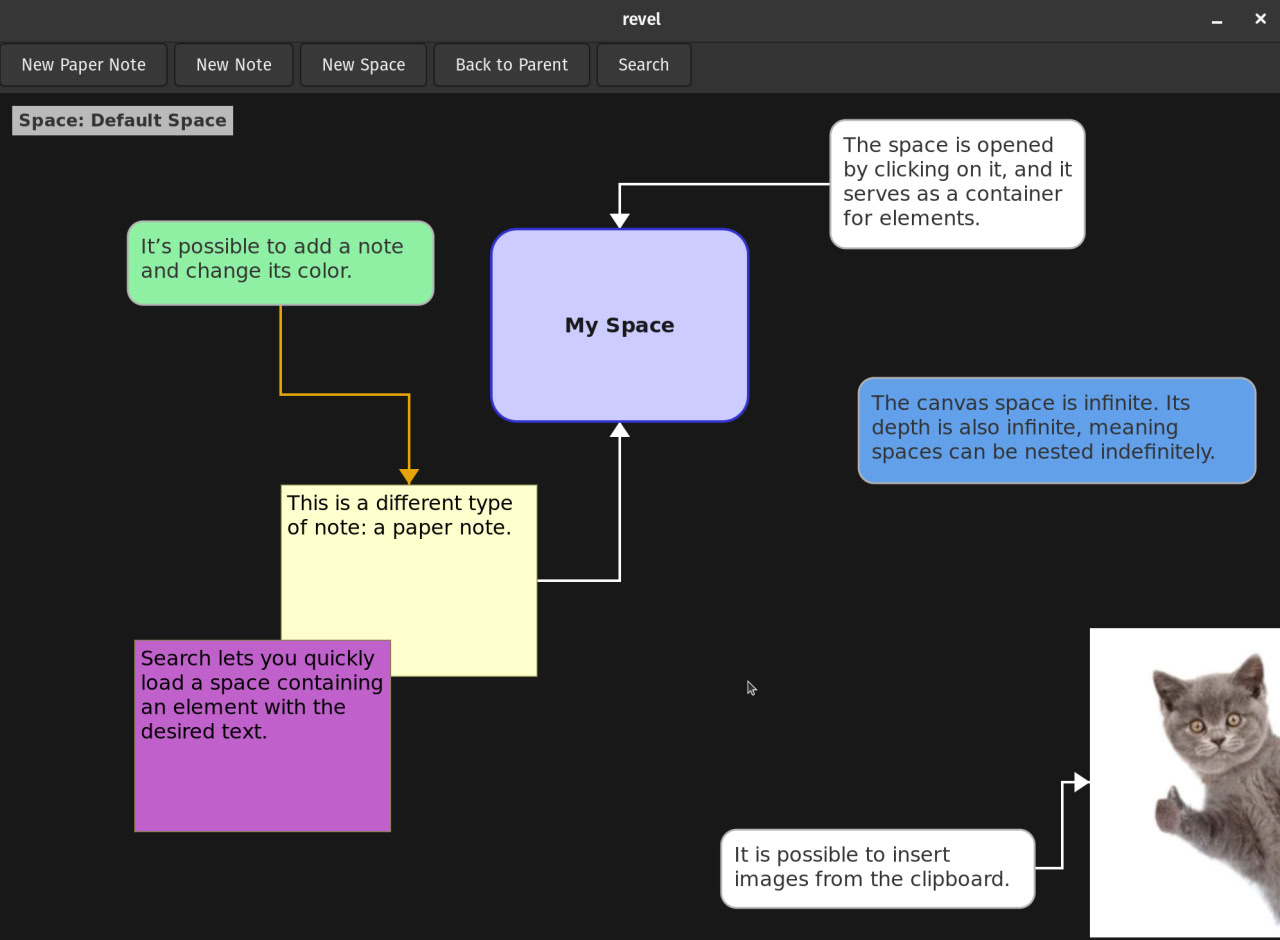 revel
New Paper Note
New Note
New Space
Back to Parent
Search
Space: Default Space
The space is opened
by clicking on it, and it
serves as a container
for elements.
It’s possible to add a note
and change its color.
My Space
The canvas space is infinite. Its
depth is also infinite, meaning
spaces can be nested indefinitely.
This is a different type
of note: a paper note.
Search lets you quickly
load a space containing
an element with the
desired text.
It is possible to insert
images from the clipboard.